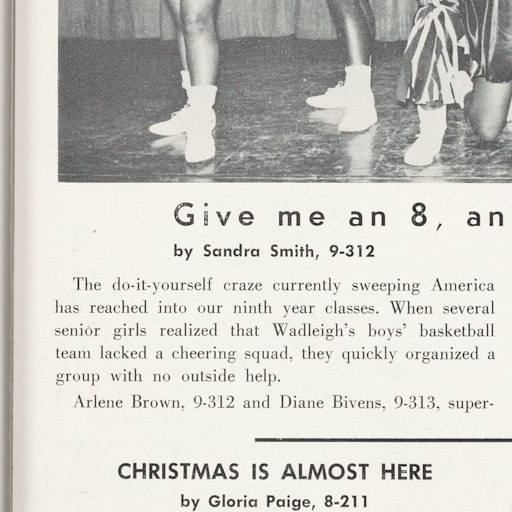 Give me an 8, an
by Sandra Smith, 9-312
The do-it-yourself craze currently sweeping America
has reached into our ninth year classes. When several
senior girls realized that Wadleigh's boys' basketball
team lacked a cheering squad, they quickly organized a
group with no outside help.
Arlene Brown, 9-312 and Diane Bivens, 9-313, super-
CHRISTMAS IS ALMOST HERE
by Gloria Paige, 8-211